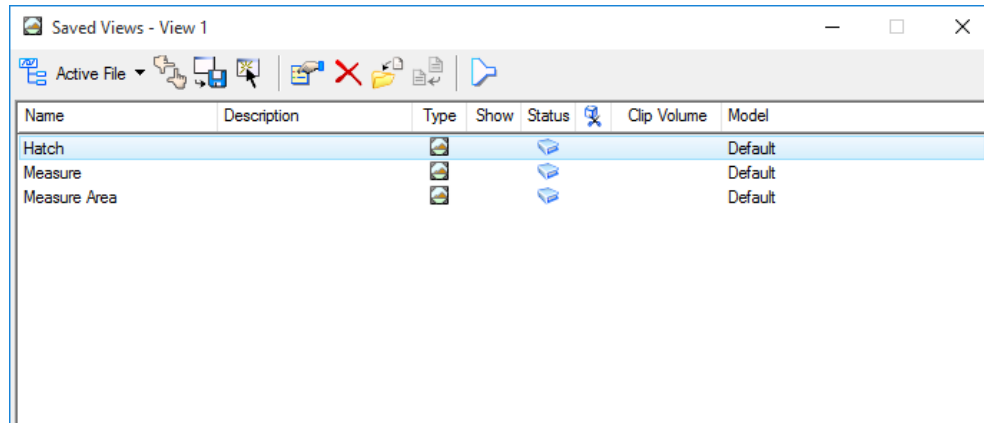 Saved Views - View 1
Active File
Name Description Type Show Status Clip Volume Model
Hatch Default
Measure Default
Measure Area Default